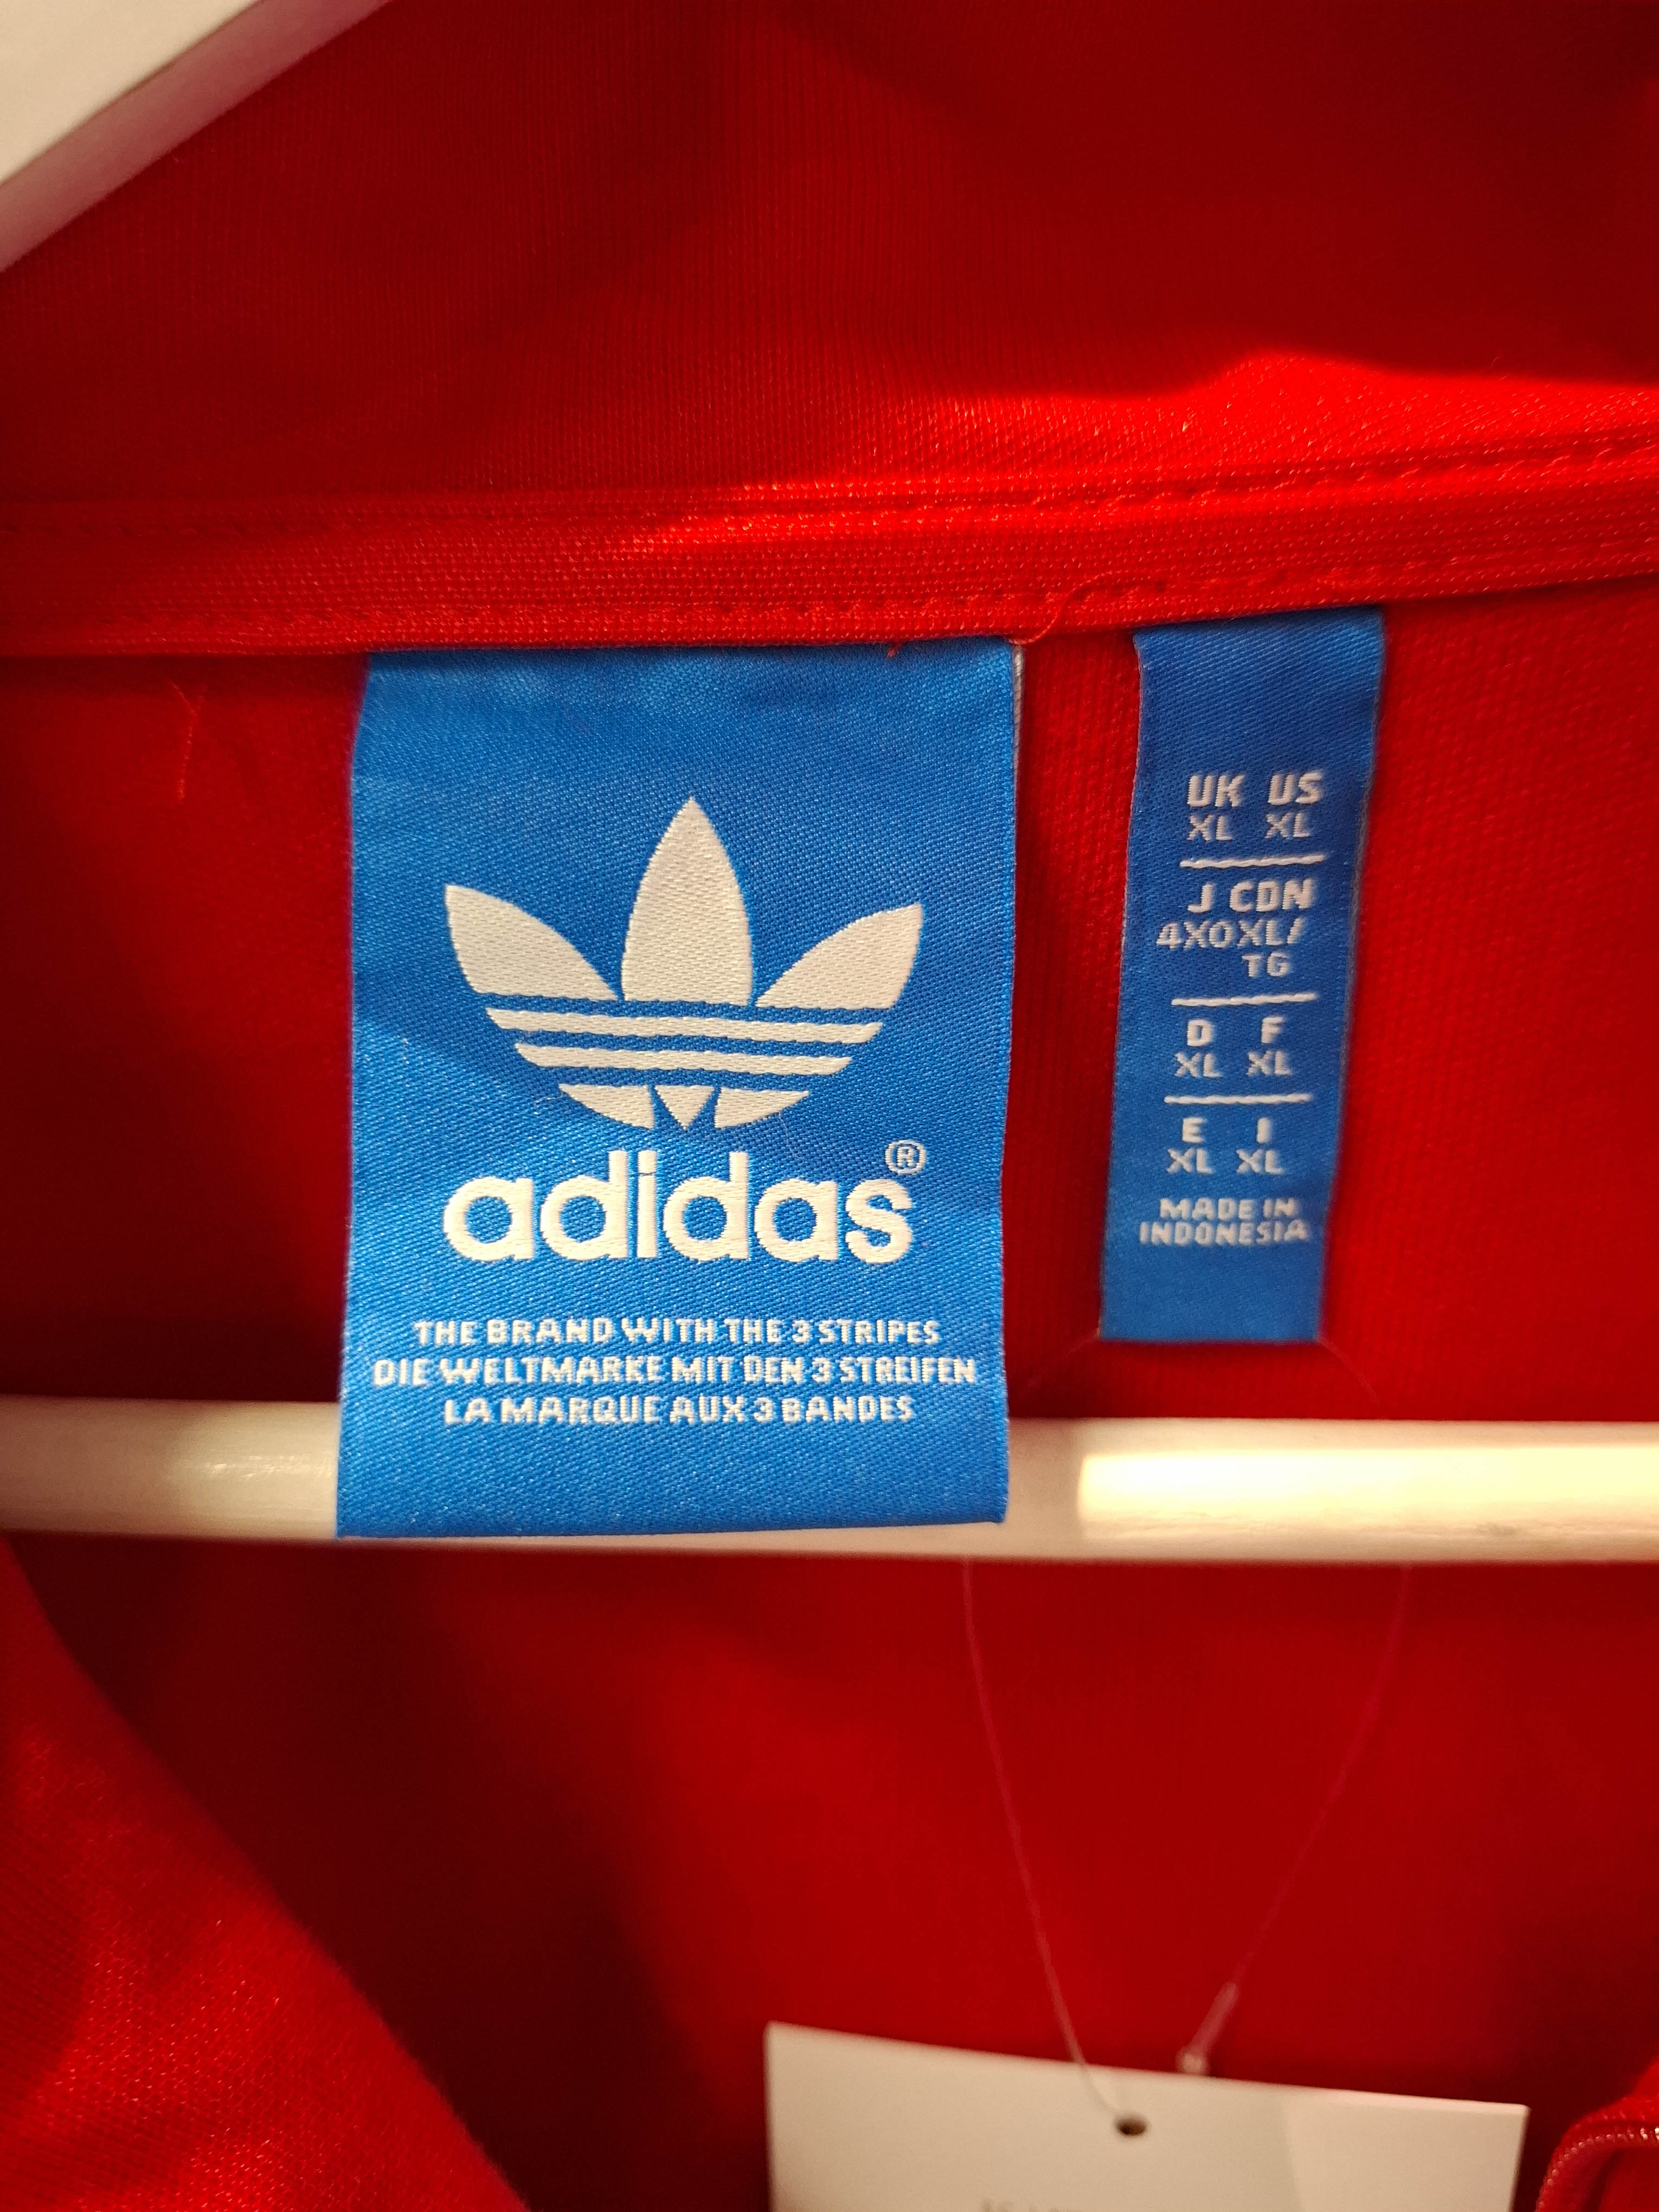 adidas®
THE BRAND WITH THE 3 STRIPES
DIE WELTMARKE MIT DEN 3 STREIFEN
LA MARQUE AUX 3 BANDES
UK US
XL XL
J CDN
4XO XL/
TG
D F
XL XL
E I
XL XL
MADE IN
INDONESIA